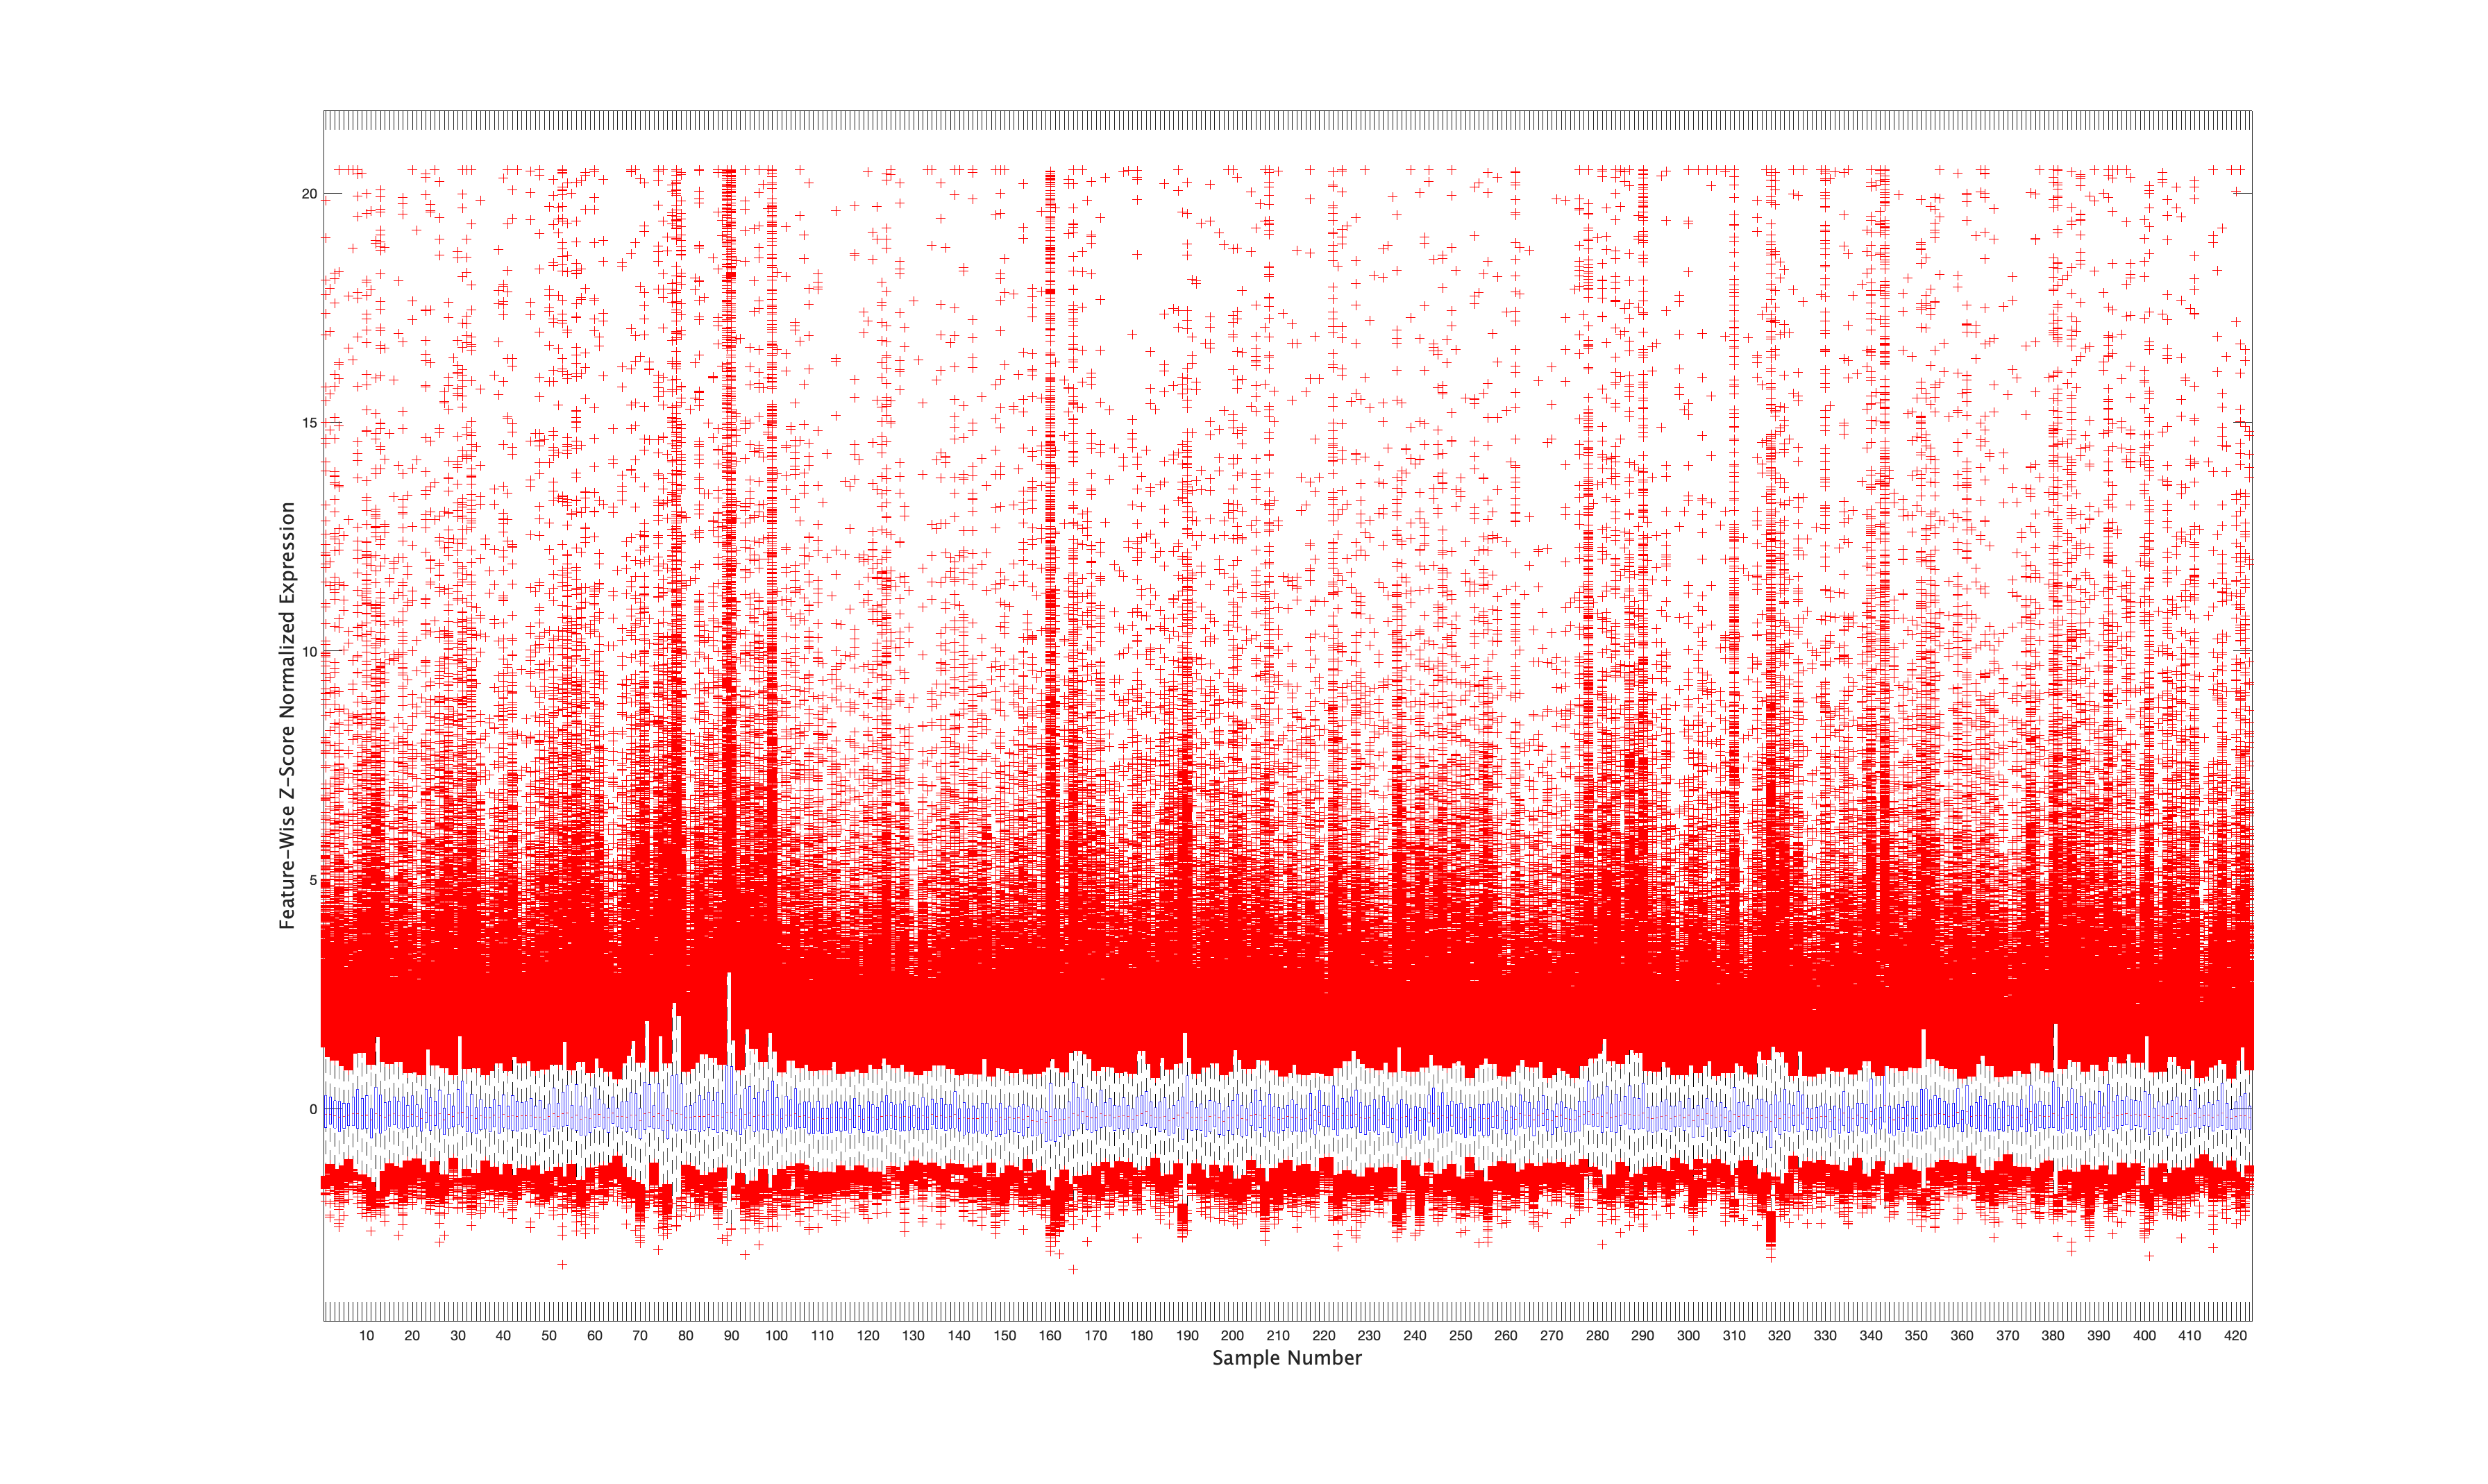 20
15
10
5
0
Feature-Wise Z-Score Normalized Expression
10 20 30 40 50 60 70 80 90 100 110 120 130 140 150 160 170 180 190 200 210 220 230 240 250 260 270 280 290 300 310 320 330 340 350 360 370 380 390 400 410 420
Sample Number